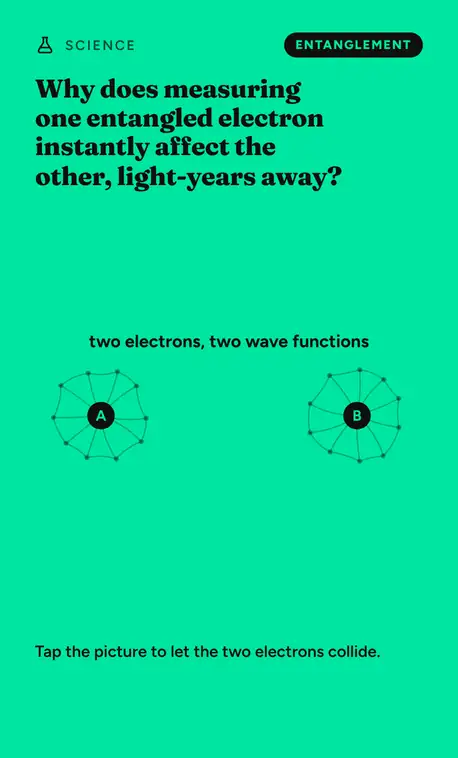 SCIENCE
ENTANGLEMENT
Why does measuring
one entangled electron
instantly affect the
other, light-years away?
two electrons, two wave functions
A
B
Tap the picture to let the two electrons collide.